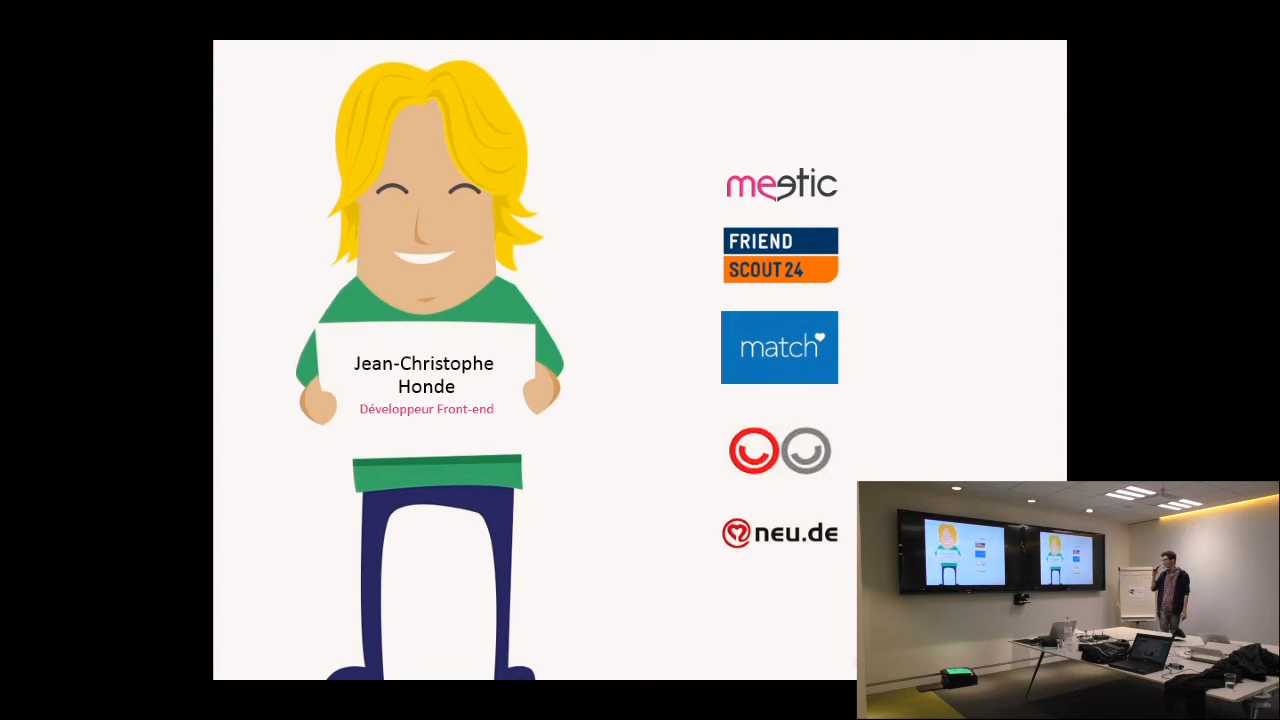 meetic
FRIEND
SCOUT 24
match
Jean-Christophe
Honde
Développeur Front-end
neu.de